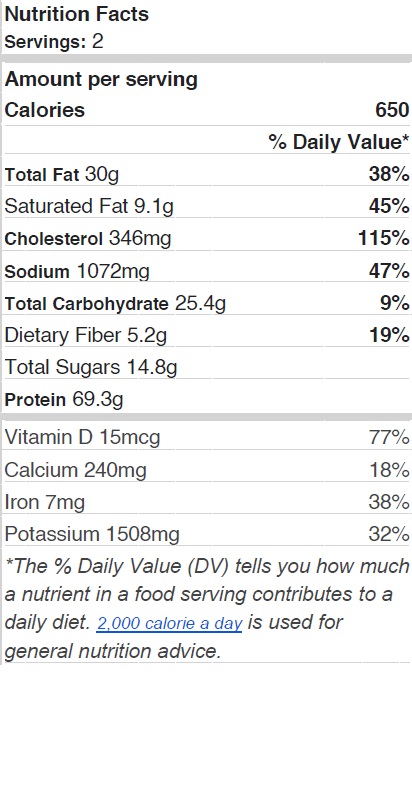 Nutrition Facts
Servings: 2
Amount per serving
Calories 650
% Daily Value*
Total Fat 30g 38%
Saturated Fat 9.1g 45%
Cholesterol 346mg 115%
Sodium 1072mg 47%
Total Carbohydrate 25.4g 9%
Dietary Fiber 5.2g 19%
Total Sugars 14.8g
Protein 69.3g
Vitamin D 15mcg 77%
Calcium 240mg 18%
Iron 7mg 38%
Potassium 1508mg 32%
*The % Daily Value (DV) tells you how much
a nutrient in a food serving contributes to a
daily diet. 2,000 calorie a day is used for
general nutrition advice.